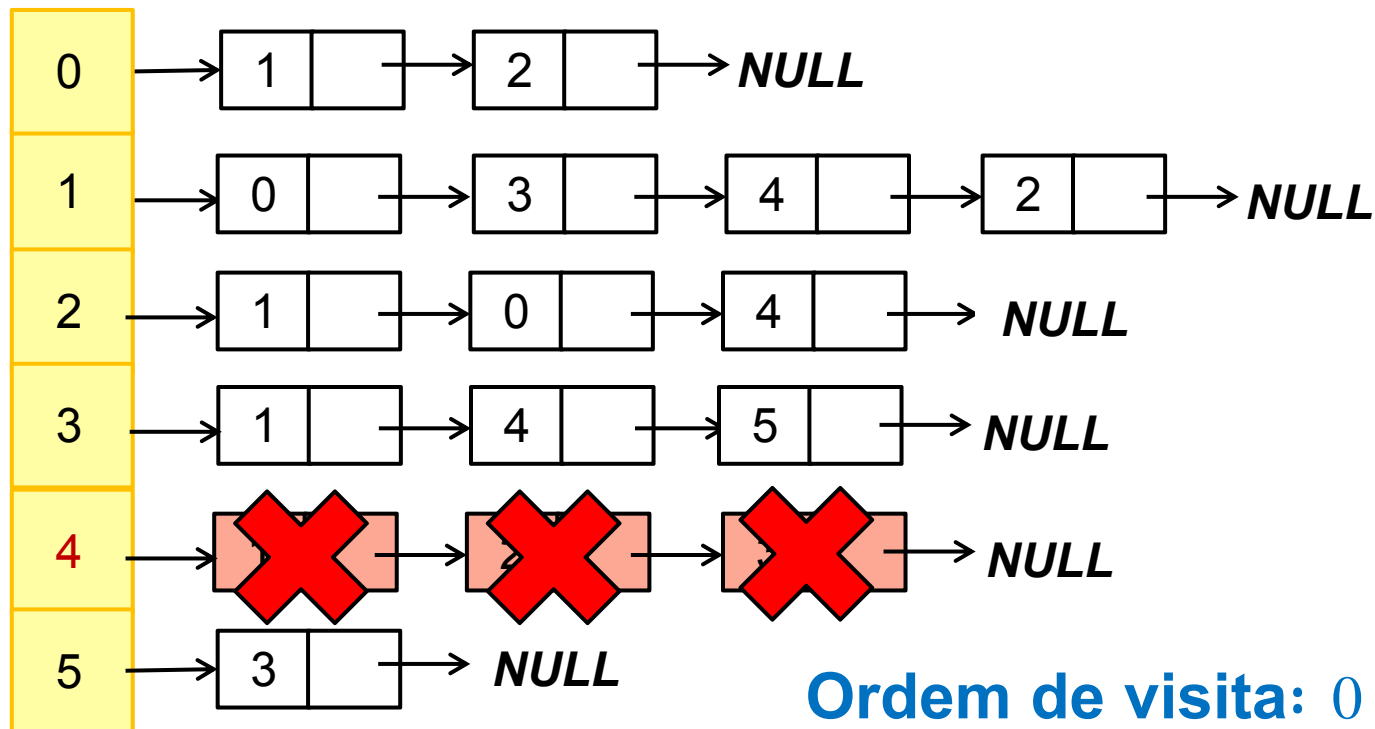 0 1 2 NULL
1 0 3 4 2 NULL
2 1 0 4 NULL
3 1 4 5 NULL
4 NULL
5 3 NULL
Ordem de visita: 0